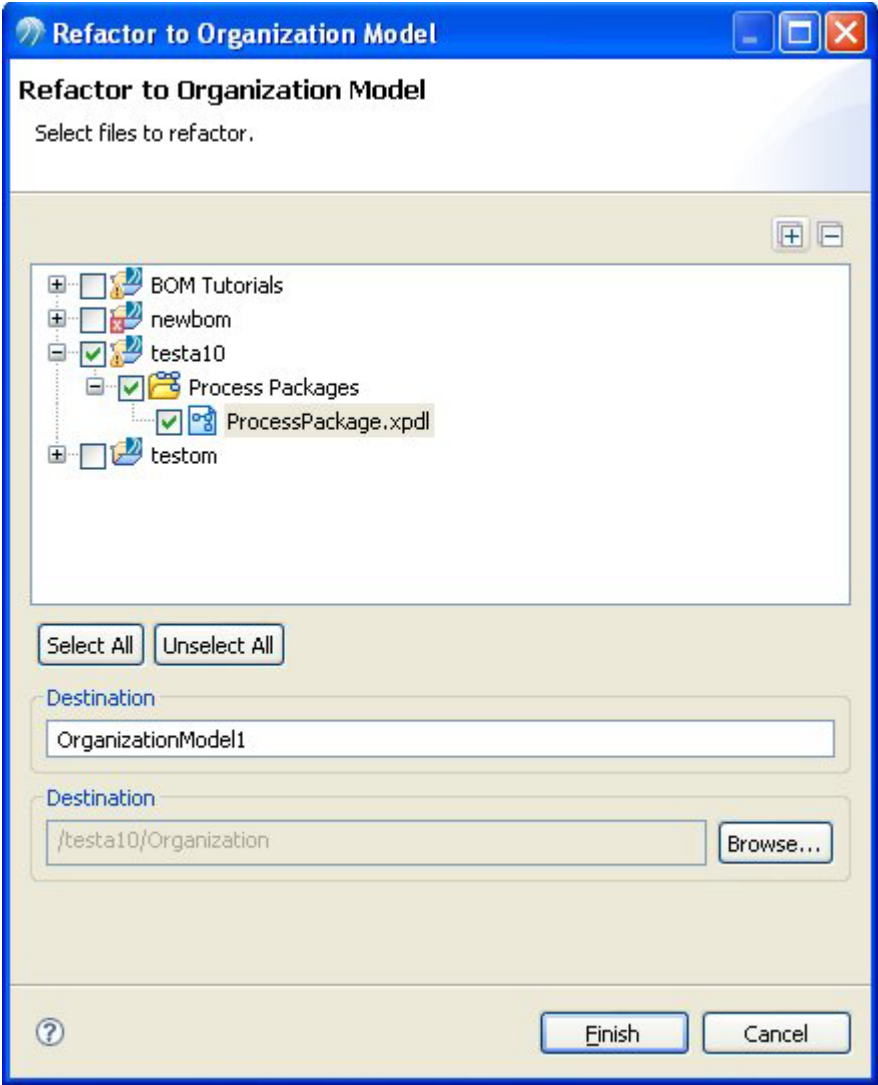 Refactor to Organization Model
Refactor to Organization Model
Select files to refactor.
BOM Tutorials
newbom
testa10
Process Packages
ProcessPackage.xpdl
testom
Select All Unselect All
Destination
OrganizationModel1
Destination
/testa10/Organization Browse...
Finish Cancel